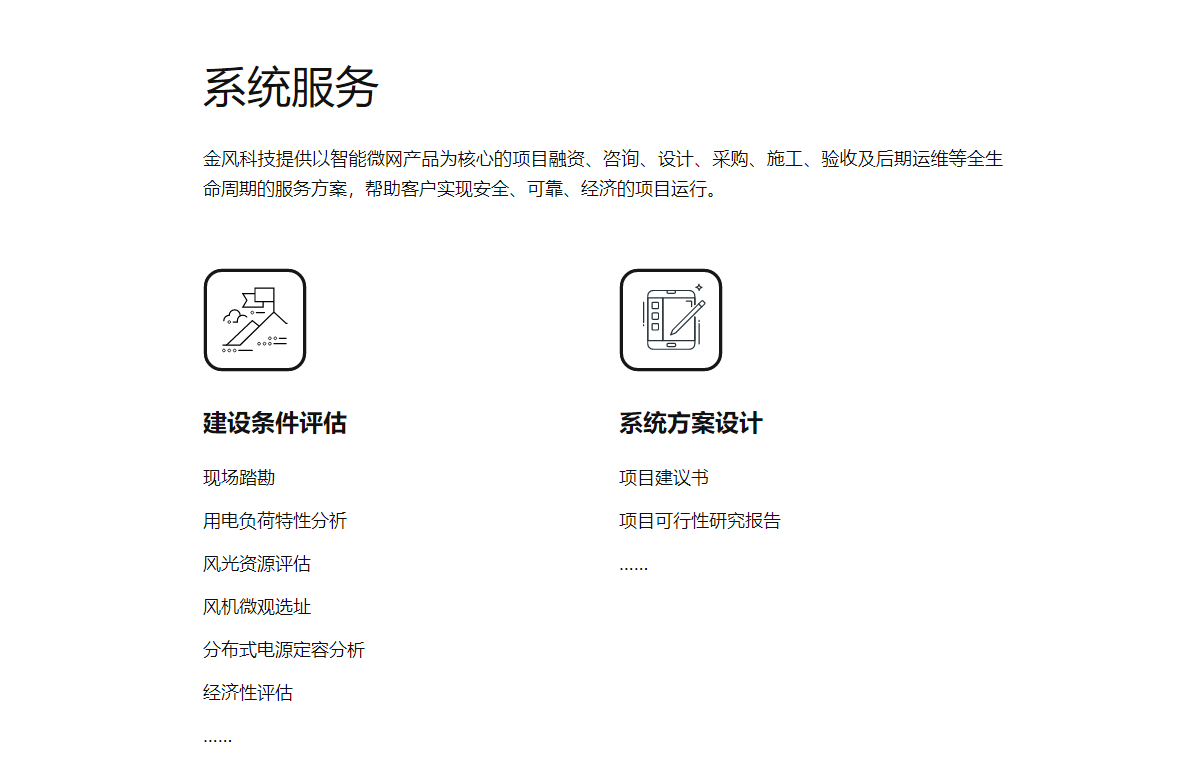 系统服务
金风科技提供以智能微网产品为核心的项目融资、咨询、设计、采购、施工、验收及后期运维等全生
命周期的服务方案，帮助客户实现安全、可靠、经济的项目运行。
建设条件评估
现场踏勘
用电负荷特性分祈
风光资源评估
风机微观选址
分布式电源定容分析
经济性评估
……
系统方案设计
项目建议书
项目可行性研究报告
……